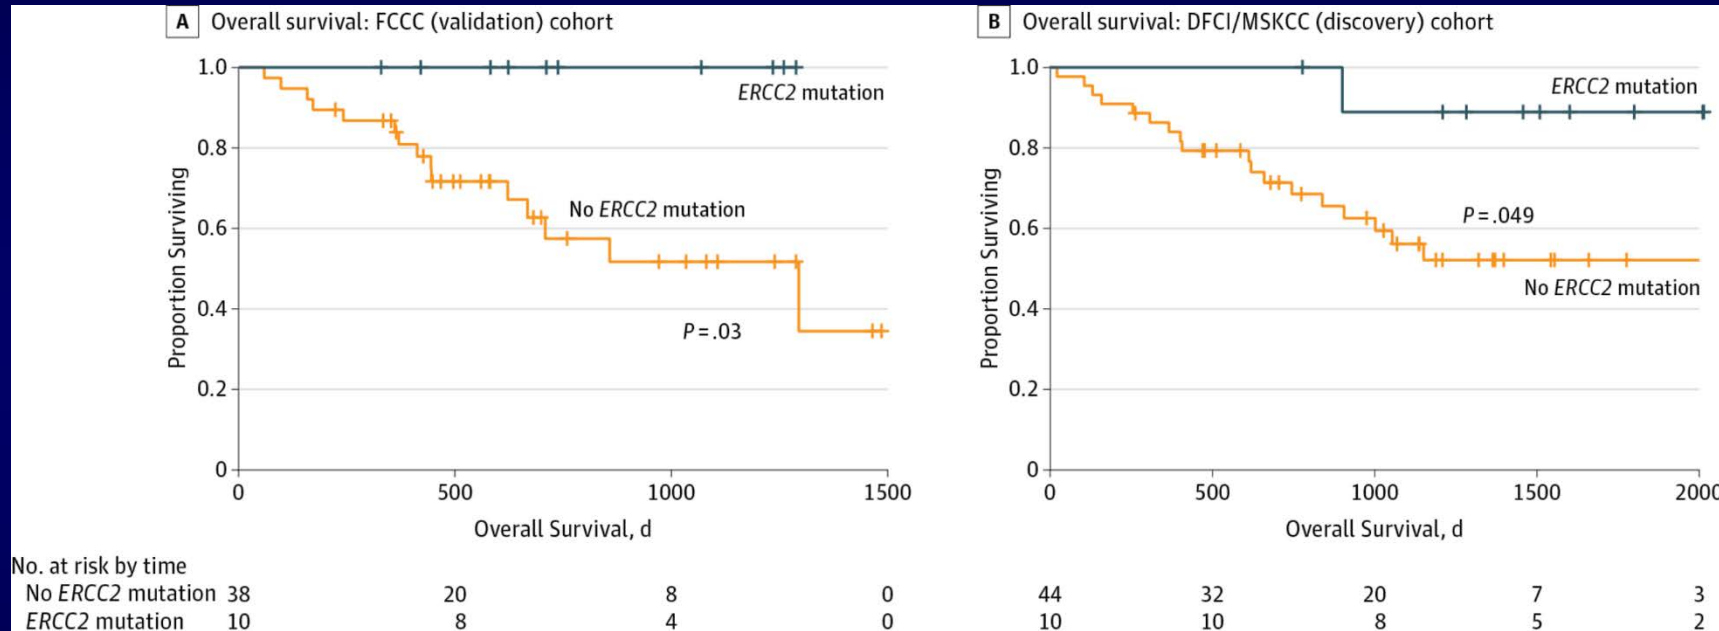 A Overall survival: FCCC (validation) cohort
1.0
0.8
0.6
0.4
0.2
0
Proportion Surviving
ERCC2 mutation
No ERCC2 mutation
P=.03
0 500 1000 1500
Overall Survival, d
B Overall survival: DFCI/MSKCC (discovery) cohort
1.0
0.8
0.6
0.4
0.2
0
Proportion Surviving
ERCC2 mutation
P=.049
No ERCC2 mutation
0 500 1000 1500 2000
Overall Survival, d
No. at risk by time
No ERCC2 mutation 38 20 8 0 44 32 20 7 3
ERCC2 mutation 10 8 4 0 10 10 8 5 2